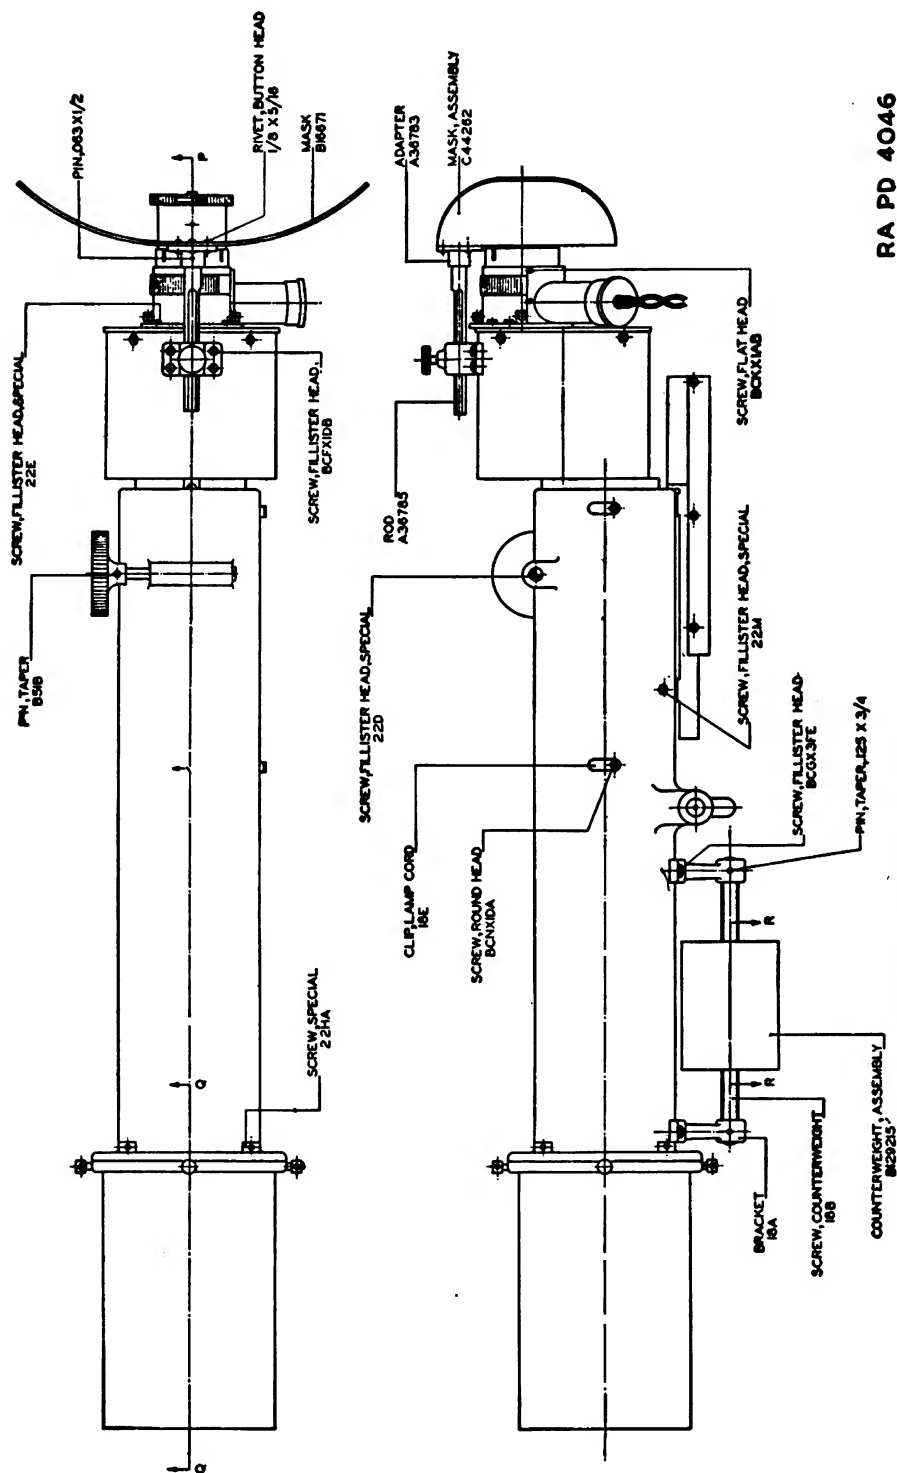 PIN, TAPER
B51B
SCREW, FILLISTER HEAD, SPECIAL
22E
PIN,.063 X 1/2
RIVET, BUTTON HEAD
1/8 X 5/16
MASK
B16671
P
SCREW, FILLISTER HEAD,
BCFX1DB
SCREW, SPECIAL
22HA
Q
Q
ADAPTER
A36783
MASK, ASSEMBLY
C44262
ROD
A36785
SCREW, FILLISTER HEAD, SPECIAL
22D
CLIP, LAMP CORD
18E
SCREW, ROUND HEAD
BCNX1DA
SCREW, FLAT HEAD
BCKX1AB
SCREW, FILLISTER HEAD, SPECIAL
22M
SCREW, FILLISTER HEAD-
BCGX3FE
PIN, TAPER, .125 X 3/4
R
R
BRACKET
18A
SCREW, COUNTERWEIGHT
18B
COUNTERWEIGHT, ASSEMBLY
B129215
RA PD 4046